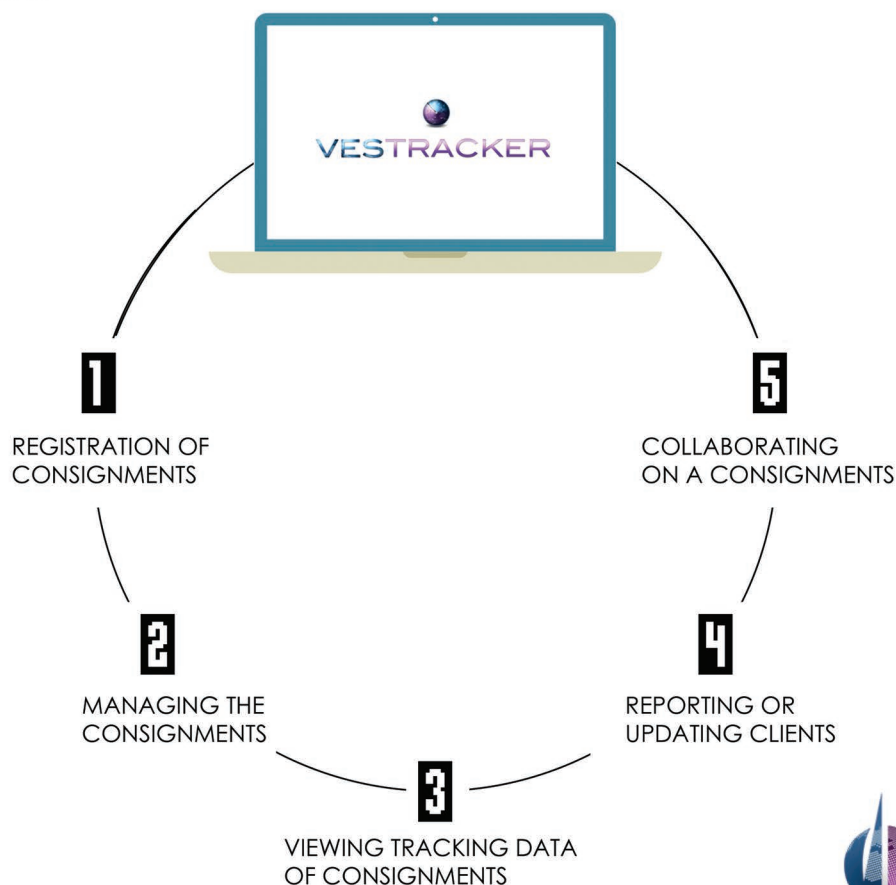 VESTRACKER
1
REGISTRATION OF
CONSIGNMENTS
2
MANAGING THE
CONSIGNMENTS
3
VIEWING TRACKING DATA
OF CONSIGNMENTS
4
REPORTING OR
UPDATING CLIENTS
5
COLLABORATING
ON A CONSIGNMENTS